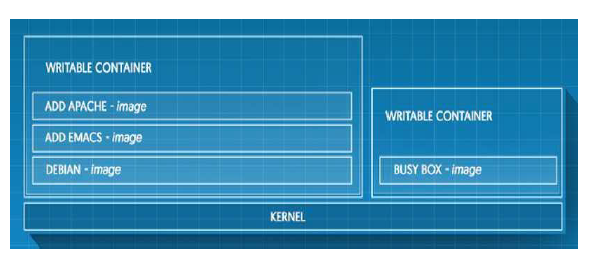 WRITABLE CONTAINER
ADD APACHE - image
ADD EMACS - image
DEBIAN - image
WRITABLE CONTAINER
BUSY BOX - image
KERNEL